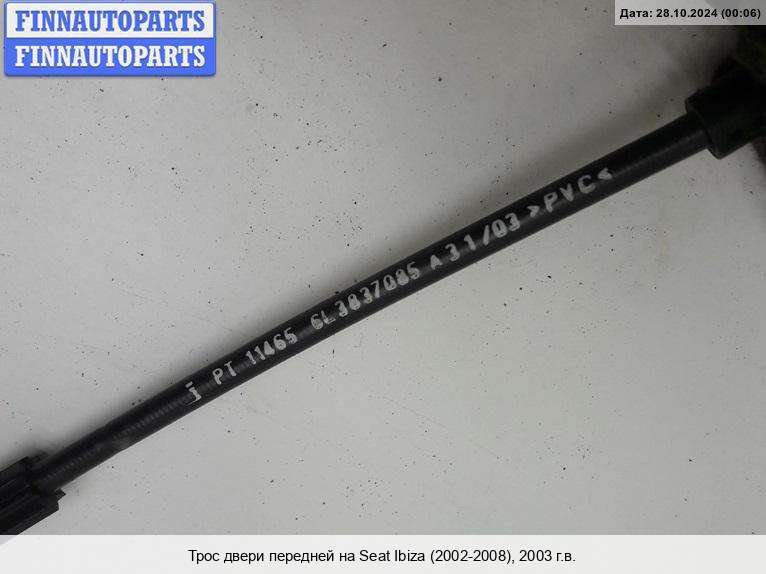 FINNAUTOPARTS
FINNAUTOPARTS
Дата: 28.10.2024 (00:06)
PT 11465 6L3837085 A 31/03 >PVC<
Трос двери передней на Seat Ibiza (2002-2008), 2003 г.в.